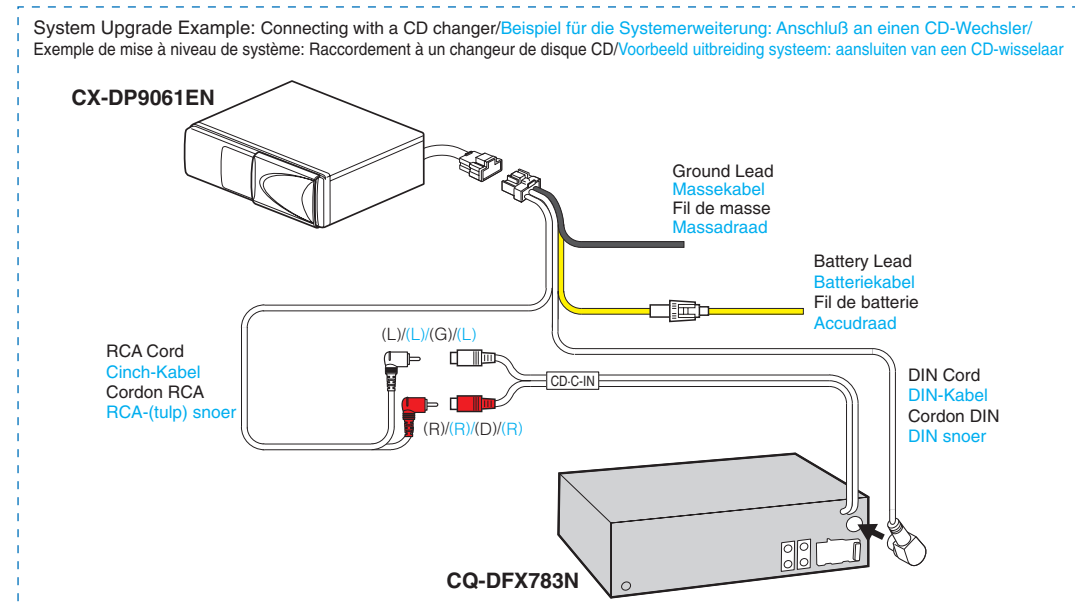 System Upgrade Example: Connecting with a CD changer/Beispiel für die Systemerweiterung: Anschluß an einen CD-Wechsler/
Exemple de mise à niveau de système: Raccordement à un changeur de disque CD/Voorbeeld uitbreiding systeem: aansluiten van een CD-wisselaar
CX-DP9061EN
Ground Lead
Massekabel
Fil de masse
Massadraad
Battery Lead
Batteriekabel
Fil de batterie
Accudraad
(L)/(L)/(G)/(L)
RCA Cord
Cinch-Kabel
Cordon RCA
RCA-(tulp) snoer
CD·C-IN
(R)/(R)/(D)/(R)
DIN Cord
DIN-Kabel
Cordon DIN
DIN snoer
CQ-DFX783N